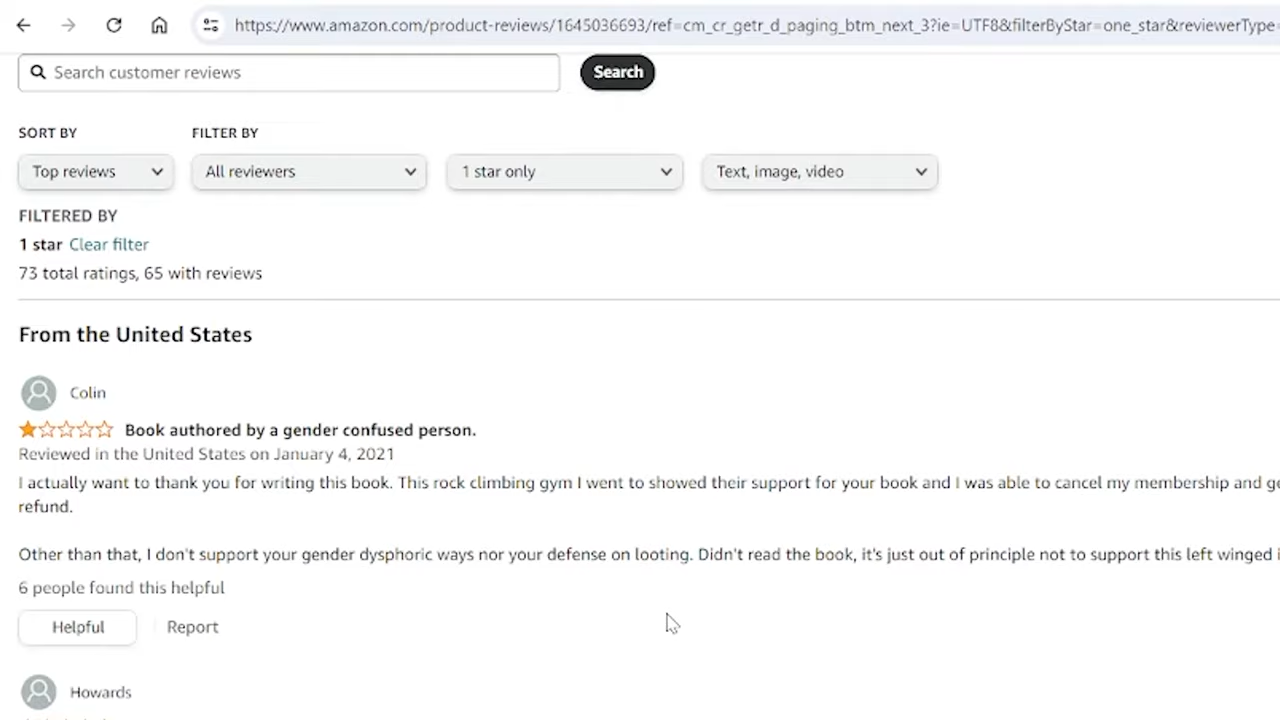 https://www.amazon.com/product-reviews/1645036693/ref=cm_cr_getr_d_paging_btm_next_3?ie=UTF8&filterByStar=one_star&reviewerType=
Search customer reviews
Search
SORT BY
FILTER BY
Top reviews
All reviewers
1 star only
Text, image, video
FILTERED BY
1 star Clear filter
73 total ratings, 65 with reviews
From the United States
Colin
Book authored by a gender confused person.
Reviewed in the United States on January 4, 2021
I actually want to thank you for writing this book. This rock climbing gym I went to showed their support for your book and I was able to cancel my membership and
refund.
Other than that, I don't support your gender dysphoric ways nor your defense on looting. Didn't read the book, it's just out of principle not to support this left winged
6 people found this helpful
Helpful
Report
Howards